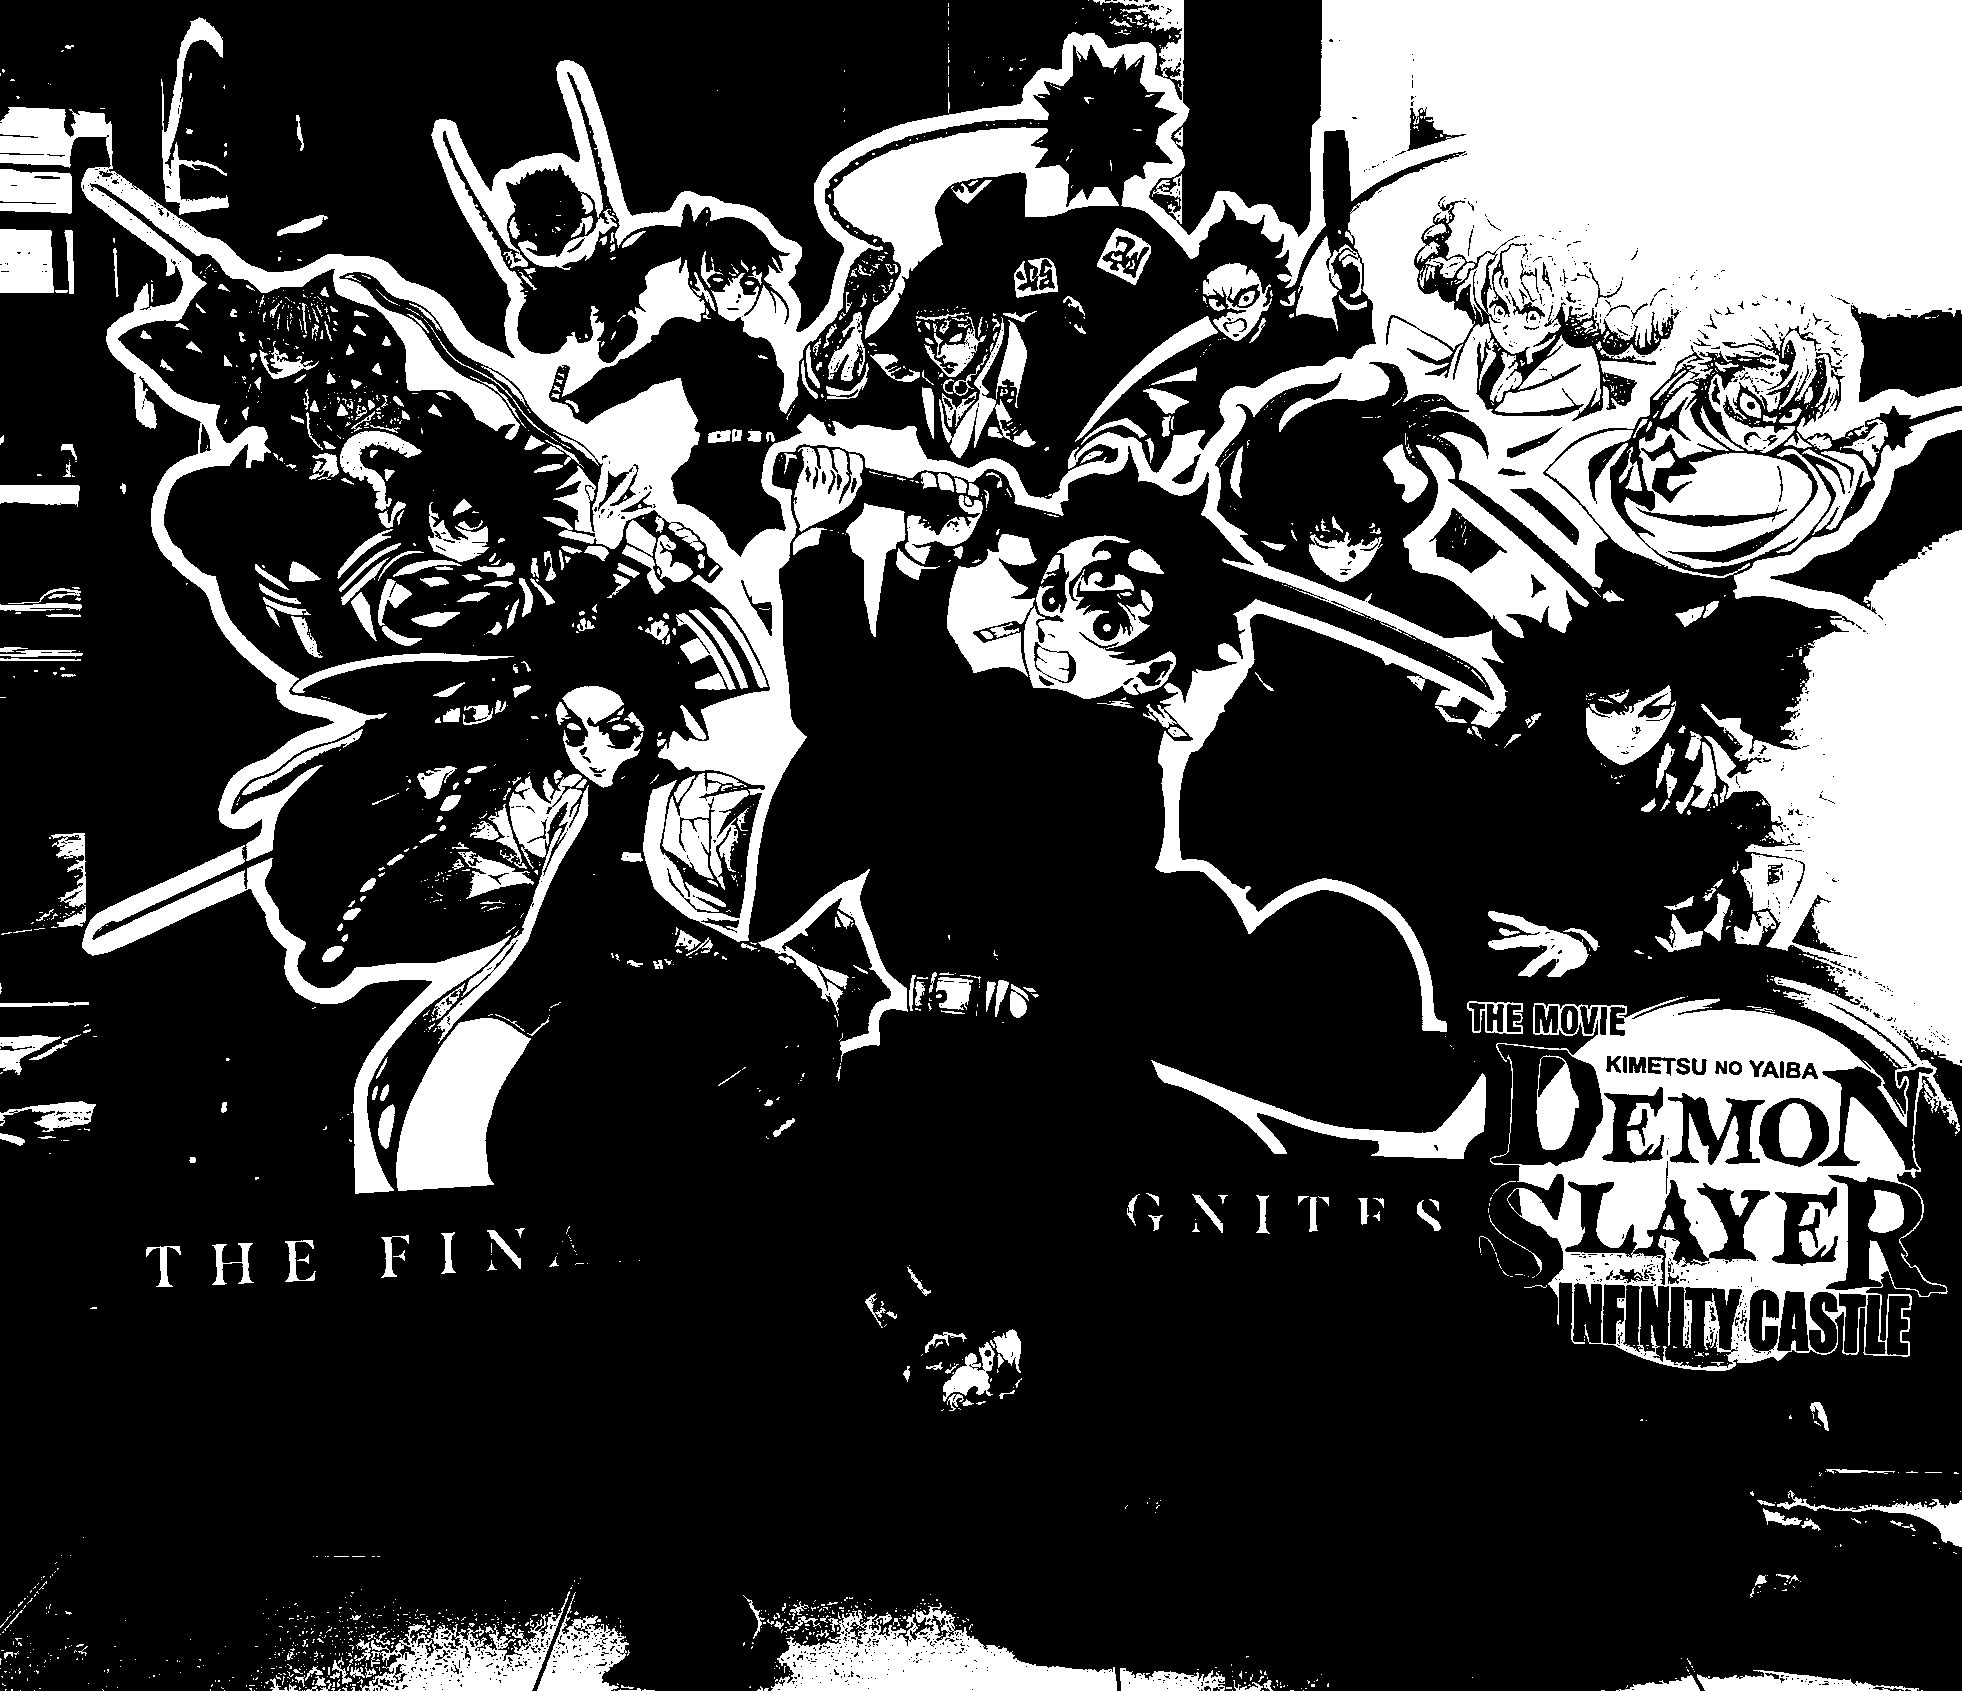 THE MOVIE
KIMETSU NO YAIBA
DEMON
SLAYER
INFINITY CASTLE
THE FINA
GNITES